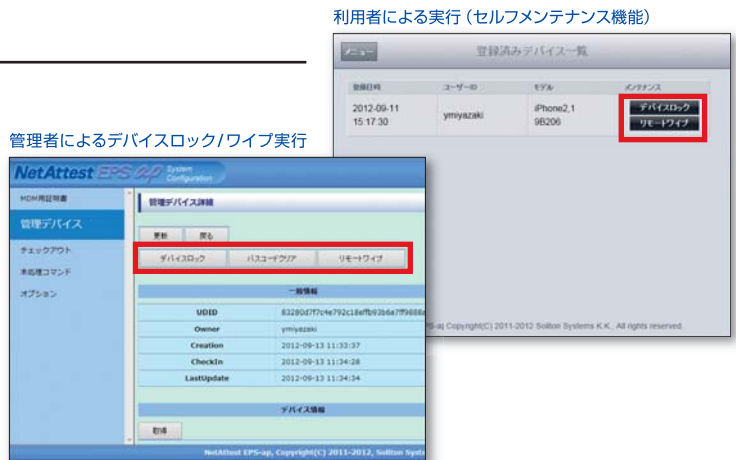 利用者による実行（セルフメンテナンス機能）
メニュー
登録済みデバイス一覧
登録日時 ユーザーID モデル メンテナンス
2012-09-11
15:17:30
ymiyazaki
iPhone2,1
9B206
デバイスロック
リモートワイプ
PS-ap Copyright(C) 2011-2012 Soliton Systems K.K., All rights reserved.
管理者によるデバイスロック/ワイプ実行
NetAttest EPS-ap System
Configuration
MDM用証明書
管理デバイス
チェックアウト
未処理コマンド
オプション
管理デバイス詳細
更新 戻る
デバイスロック パスコードクリア リモートワイプ
一般情報
UDID
Owner ymiyazaki
Creation 2012-09-13 11:33:37
CheckIn 2012-09-13 11:34:28
LastUpdate 2012-09-13 11:34:34
デバイス情報
取得
NetAttest EPS-ap, Copyright(C) 2011-2012, Soliton Syste